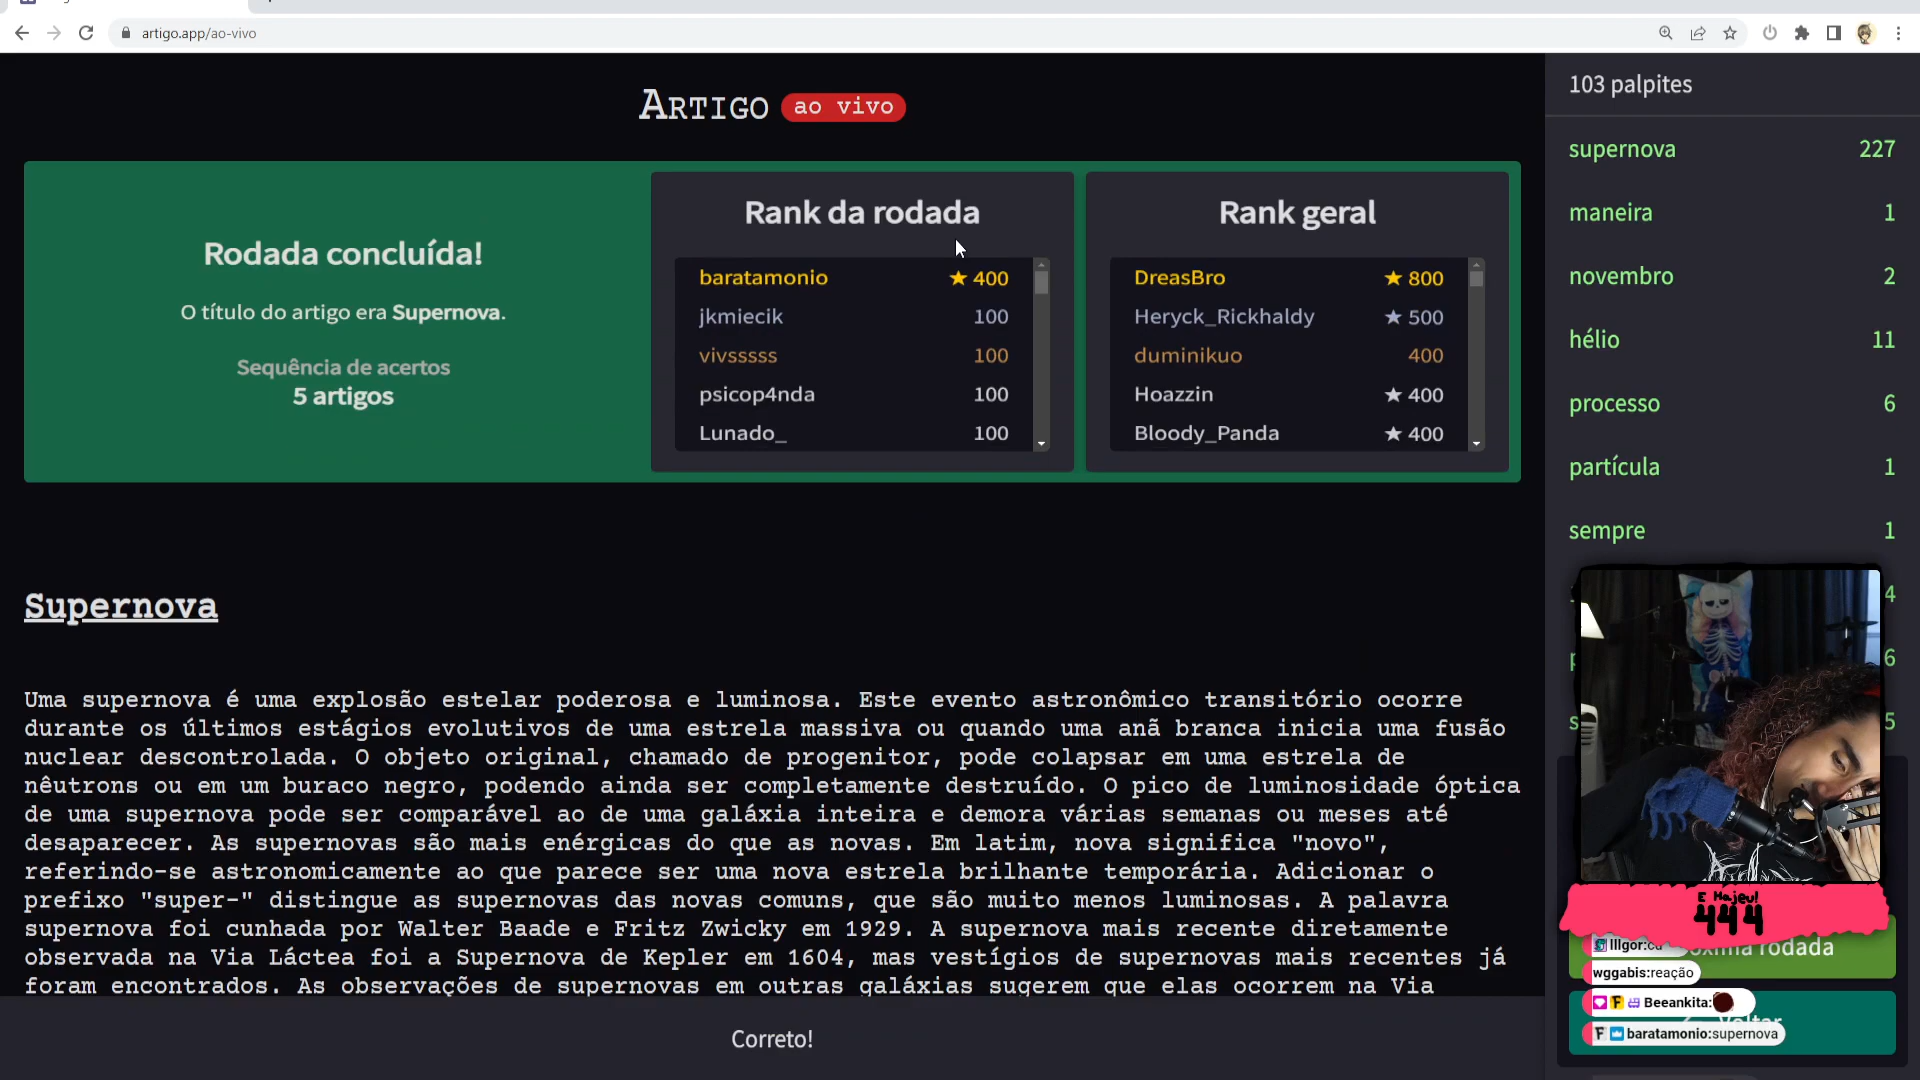 artigo.app/ao-vivo
ARTIGO ao vivo
Rodada concluída!
O título do artigo era Supernova.
Sequência de acertos
5 artigos
Rank da rodada
baratamonio ★ 400
jkmiecik 100
vivsssss 100
psicop4nda 100
Lunado_ 100
Rank geral
DreasBro ★ 800
Heryck_Rickhaldy ★ 500
duminikuo 400
Hoazzin ★ 400
Bloody_Panda ★ 400
Supernova
Uma supernova é uma explosão estelar poderosa e luminosa. Este evento astronômico transitório ocorre
durante os últimos estágios evolutivos de uma estrela massiva ou quando uma anã branca inicia uma fusão
nuclear descontrolada. O objeto original, chamado de progenitor, pode colapsar em uma estrela de
nêutrons ou em um buraco negro, podendo ainda ser completamente destruído. O pico de luminosidade óptica
de uma supernova pode ser comparável ao de uma galáxia inteira e demora várias semanas ou meses até
desaparecer. As supernovas são mais enérgicas do que as novas. Em latim, nova significa "novo",
referindo-se astronomicamente ao que parece ser uma nova estrela brilhante temporária. Adicionar o
prefixo "super-" distingue as supernovas das novas comuns, que são muito menos luminosas. A palavra
supernova foi cunhada por Walter Baade e Fritz Zwicky em 1929. A supernova mais recente diretamente
observada na Via Láctea foi a Supernova de Kepler em 1604, mas vestígios de supernovas mais recentes já
foram encontrados. As observações de supernovas em outras galáxias sugerem que elas ocorrem na Via
Correto!
103 palpites
supernova 227
maneira 1
novembro 2
hélio 11
processo 6
partícula 1
sempre 1
4
6
5
E Majeu!
444
lllgor:
rodada
wggabis:reação
Beeankita:
Voltar
baratamonio:supernova